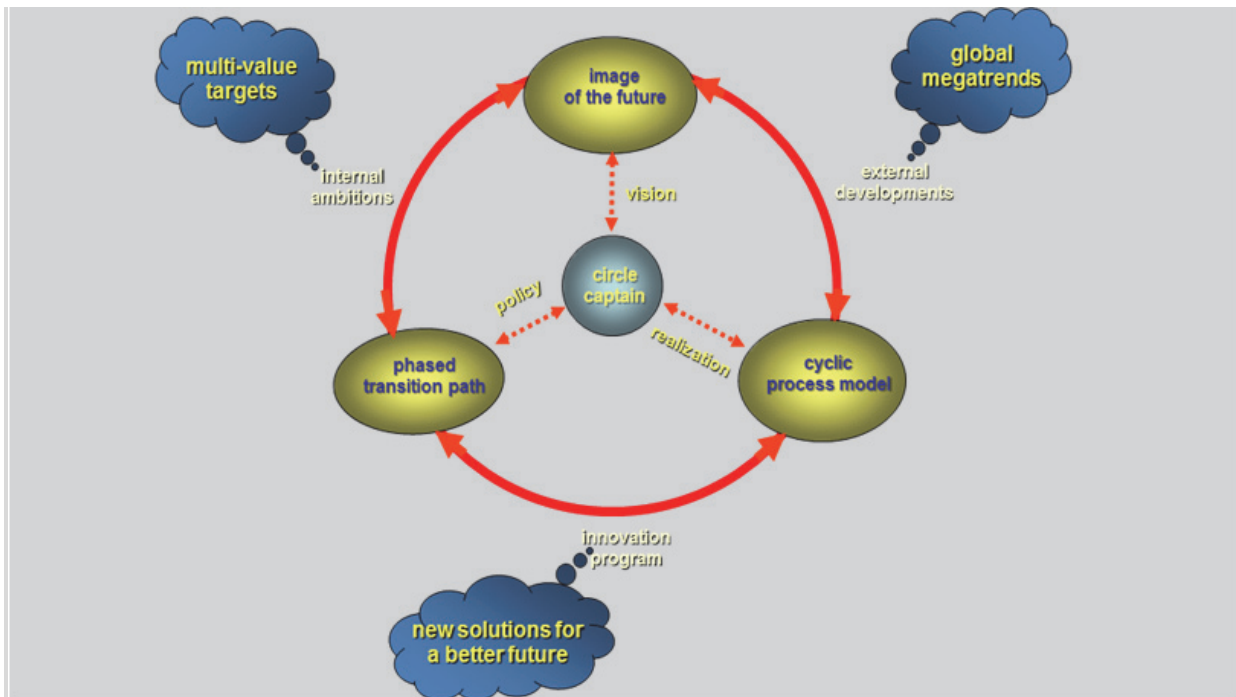 multi-value
targets
global
megatrends
image
of the future
internal
ambitions
external
developments
vision
circle
captain
policy
realization
phased
transition path
cyclic
process model
innovation
program
new solutions for
a better future